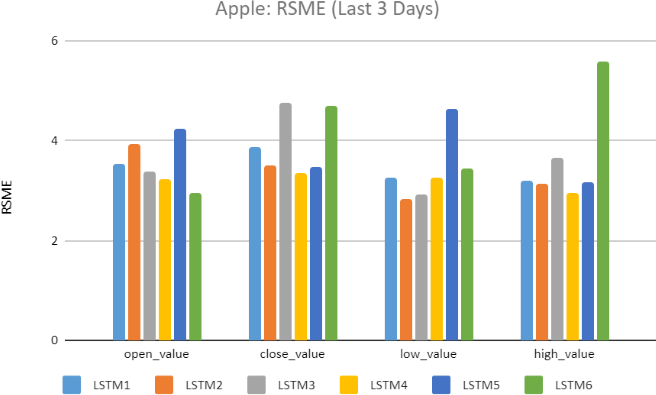 Apple: RSME (Last 3 Days)
RSME
6
4
2
0
open_value close_value low_value high_value
LSTM1 LSTM2 LSTM3 LSTM4 LSTM5 LSTM6